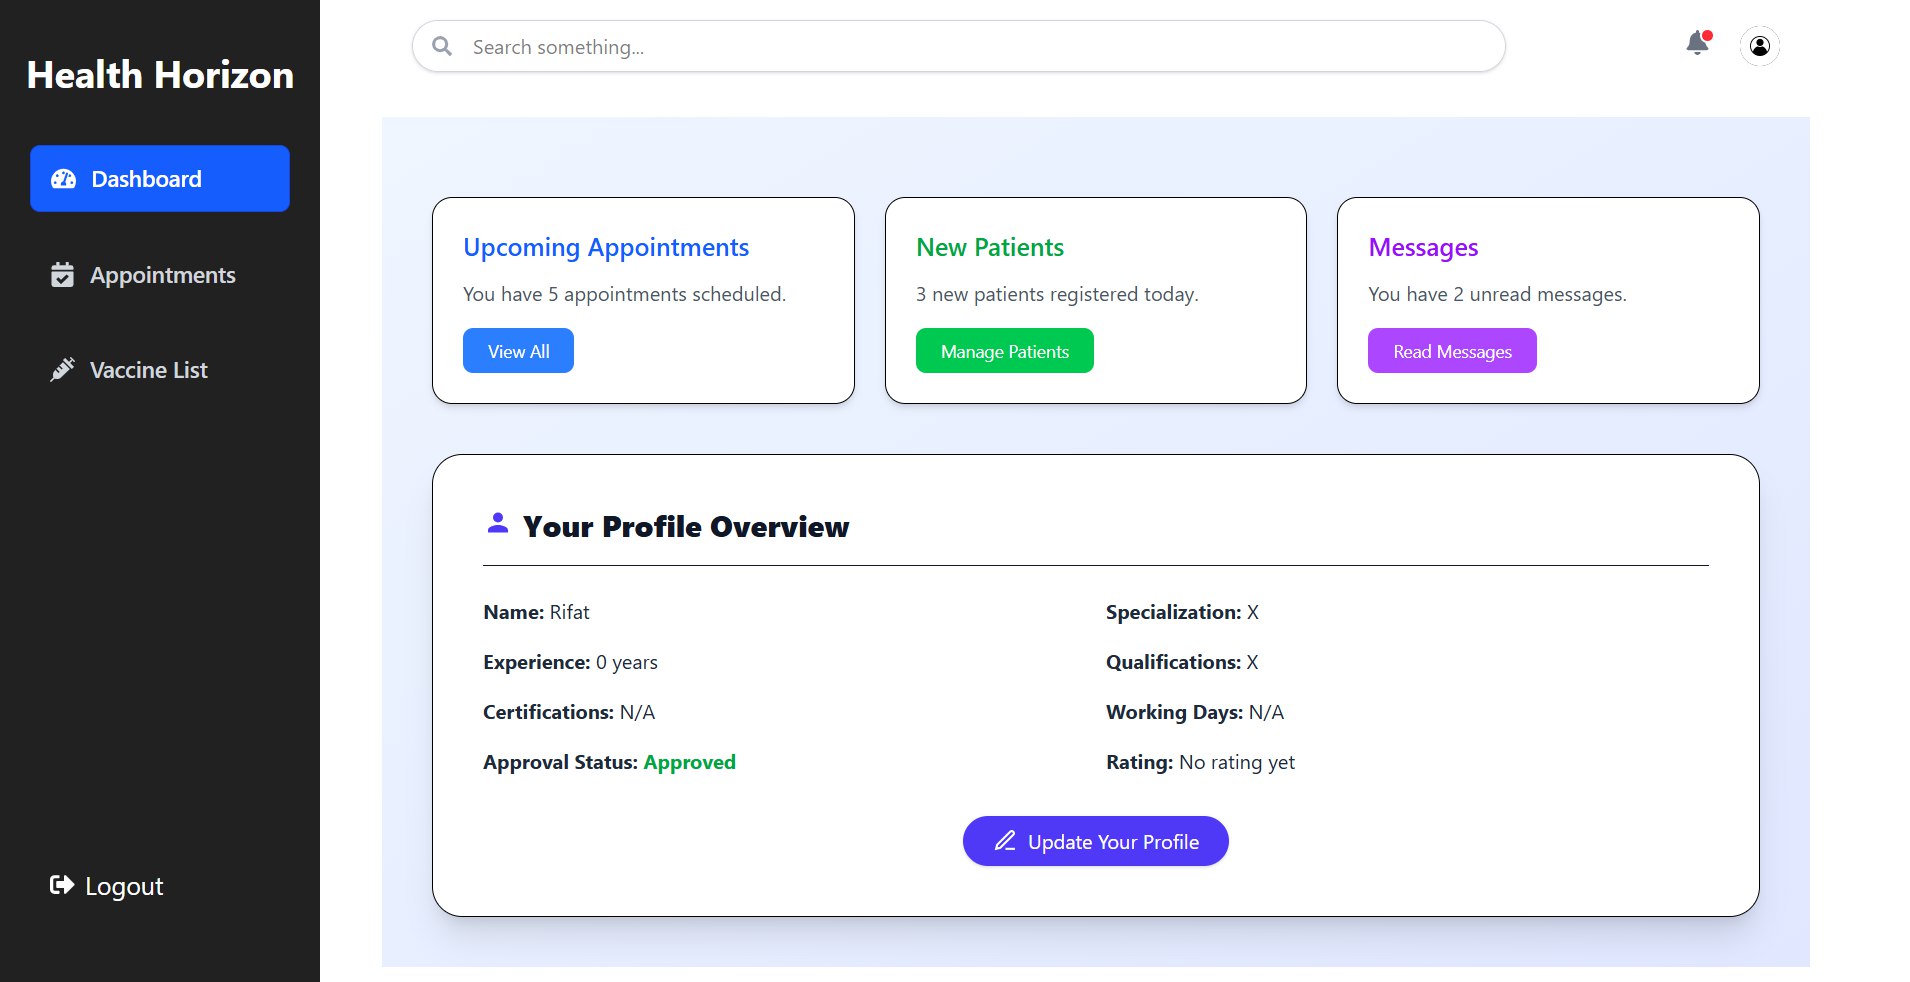 Health Horizon
Dashboard
Appointments
Vaccine List
Logout
Search something...
Upcoming Appointments
You have 5 appointments scheduled.
View All
New Patients
3 new patients registered today.
Manage Patients
Messages
You have 2 unread messages.
Read Messages
Your Profile Overview
Name: Rifat
Specialization: X
Experience: 0 years
Qualifications: X
Certifications: N/A
Working Days: N/A
Approval Status: Approved
Rating: No rating yet
Update Your Profile